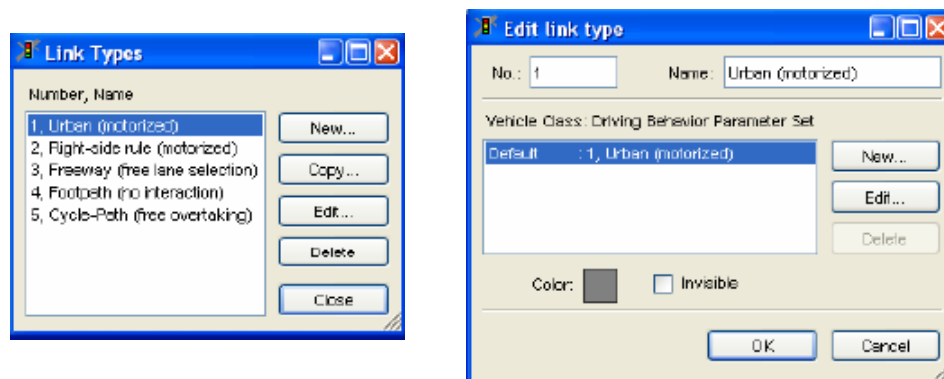 Link Types
Number, Name
1, Urban (motorized)
2, Right-side rule (motorized)
3, Freeway (free lane selection)
4, Footpath (no interaction)
5, Cycle-Path (free overtaking)
New...
Copy...
Edit...
Delete
Close
Edit link type
No.: 1 Name: Urban (motorized)
Vehicle Class: Driving Behavior Parameter Set
Default : 1, Urban (motorized)
New...
Edit...
Delete
Color: Invisible
OK Cancel